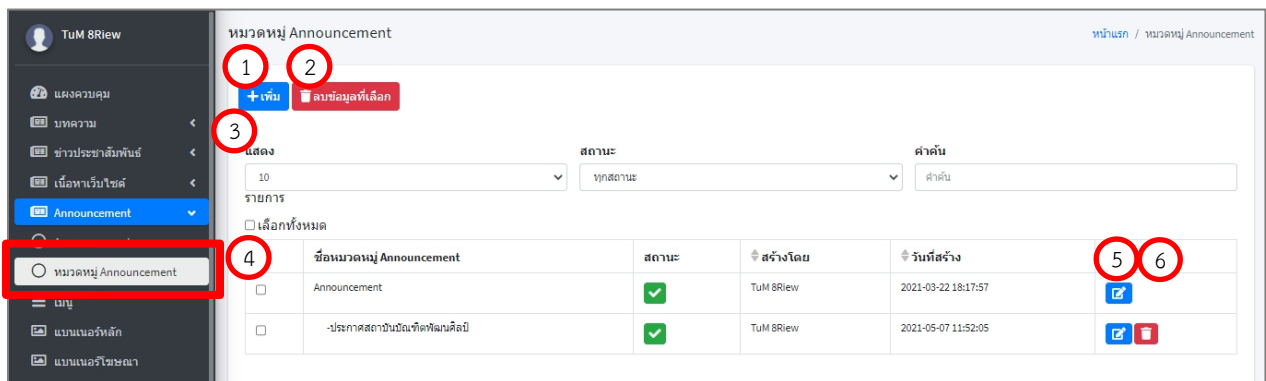 TuM 8Riew
แผงควบคุม
บทความ
ข่าวประชาสัมพันธ์
เนื้อหาเว็บไซต์
Announcement
หมวดหมู่ Announcement
เมนู
แบนเนอร์หลัก
แบนเนอร์โฆษณา
หมวดหมู่ Announcement
หน้าแรก / หมวดหมู่ Announcement
1 2
+เพิ่ม ลบข้อมูลที่เลือก
3
แสดง สถานะ คำค้น
10 ทุกสถานะ คำค้น
รายการ
เลือกทั้งหมด
4 ชื่อหมวดหมู่ Announcement สถานะ สร้างโดย วันที่สร้าง 5 6
Announcement TuM 8Riew 2021-03-22 18:17:57
-ประกาศสถาบันบัณฑิตพัฒนศิลป์ TuM 8Riew 2021-05-07 11:52:05